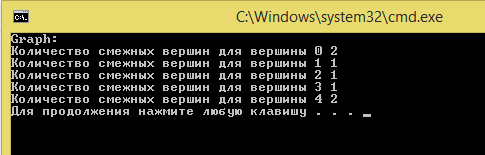 C:\Windows\system32\cmd.exe
Graph:
Количество смежных вершин для вершины 0 2
Количество смежных вершин для вершины 1 1
Количество смежных вершин для вершины 2 1
Количество смежных вершин для вершины 3 1
Количество смежных вершин для вершины 4 2
Для продолжения нажмите любую клавишу . . .